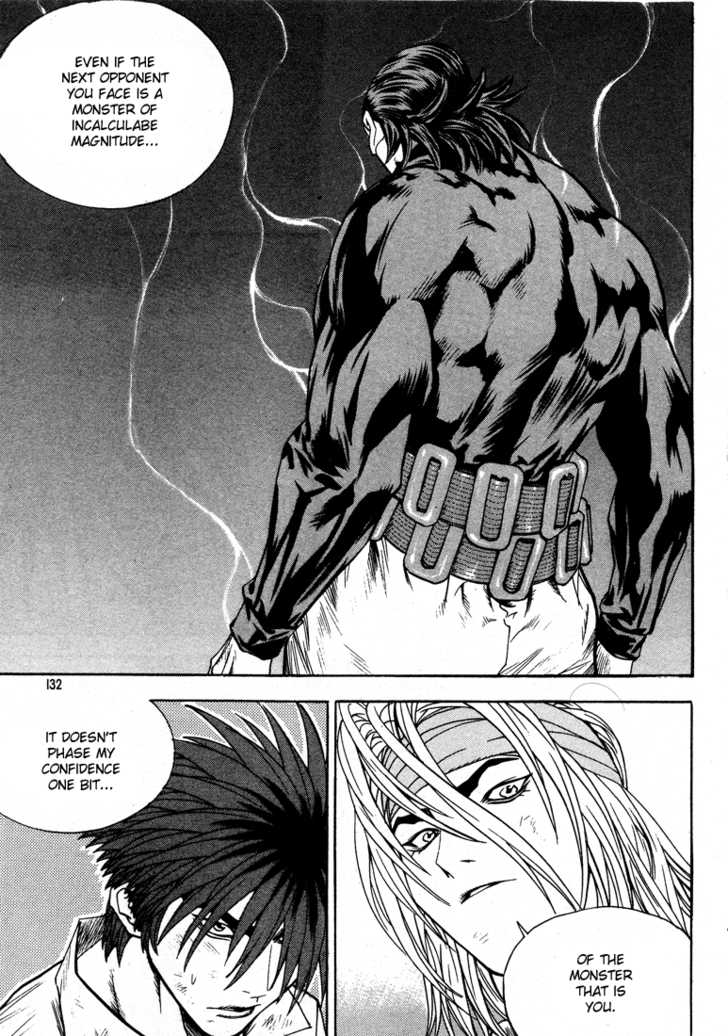 EVEN IF THE
NEXT OPPONENT
YOU FACE IS A
MONSTER OF
INCALCULABE
MAGNITUDE...
132
IT DOESN'T
PHASE MY
CONFIDENCE
ONE BIT...
OF THE
MONSTER
THAT IS
YOU.